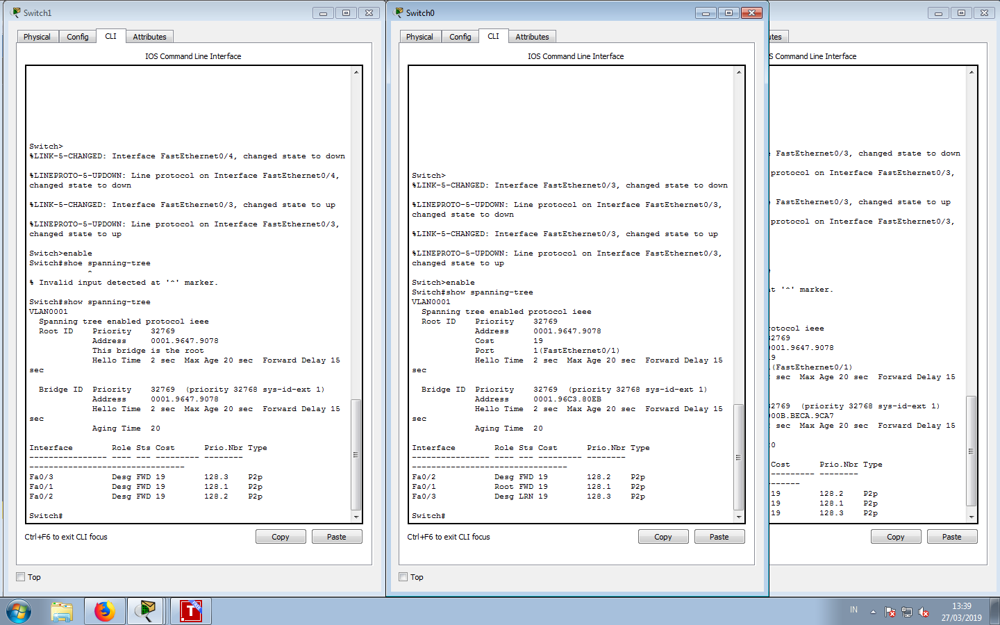 Switch1
Physical Config CLI Attributes
IOS Command Line Interface
Switch>
%LINK-5-CHANGED: Interface FastEthernet0/4, changed state to down
%LINEPROTO-5-UPDOWN: Line protocol on Interface FastEthernet0/4,
changed state to down
%LINK-5-CHANGED: Interface FastEthernet0/3, changed state to up
%LINEPROTO-5-UPDOWN: Line protocol on Interface FastEthernet0/3,
changed state to up
Switch>enable
Switch#shoe spanning-tree
^
% Invalid input detected at '^' marker.
Switch#show spanning-tree
VLAN0001
Spanning tree enabled protocol ieee
Root ID Priority 32769
Address 0001.9647.9078
This bridge is the root
Hello Time 2 sec Max Age 20 sec Forward Delay 15
sec
Bridge ID Priority 32769 (priority 32768 sys-id-ext 1)
Address 0001.9647.9078
Hello Time 2 sec Max Age 20 sec Forward Delay 15
sec
Aging Time 20
Interface Role Sts Cost Prio.Nbr Type
---------------- ---- --- --------- --------
--------------------------------
Fa0/3 Desg FWD 19 128.3 P2p
Fa0/1 Desg FWD 19 128.1 P2p
Fa0/2 Desg FWD 19 128.2 P2p
Switch#
Ctrl+F6 to exit CLI focus
Copy Paste
Top
Switch0
Physical Config CLI Attributes
IOS Command Line Interface
Switch>
%LINK-5-CHANGED: Interface FastEthernet0/3, changed state to down
%LINEPROTO-5-UPDOWN: Line protocol on Interface FastEthernet0/3,
changed state to down
%LINK-5-CHANGED: Interface FastEthernet0/3, changed state to up
%LINEPROTO-5-UPDOWN: Line protocol on Interface FastEthernet0/3,
changed state to up
Switch>enable
Switch#show spanning-tree
VLAN0001
Spanning tree enabled protocol ieee
Root ID Priority 32769
Address 0001.9647.9078
Cost 19
Port 1(FastEthernet0/1)
Hello Time 2 sec Max Age 20 sec Forward Delay 15
sec
Bridge ID Priority 32769 (priority 32768 sys-id-ext 1)
Address 0001.96C3.80EB
Hello Time 2 sec Max Age 20 sec Forward Delay 15
sec
Aging Time 20
Interface Role Sts Cost Prio.Nbr Type
---------------- ---- --- --------- --------
--------------------------------
Fa0/2 Desg FWD 19 128.2 P2p
Fa0/1 Root FWD 19 128.1 P2p
Fa0/3 Desg LRN 19 128.3 P2p
Switch#
Ctrl+F6 to exit CLI focus
Copy Paste
Top
utes
S Command Line Interface
FastEthernet0/3, changed state to down
protocol on Interface FastEthernet0/3,
FastEthernet0/3, changed state to up
protocol on Interface FastEthernet0/3,
'^' marker.
otocol ieee
32769
0001.9647.9078
19
(FastEthernet0/1)
sec Max Age 20 sec Forward Delay 15
32769 (priority 32768 sys-id-ext 1)
000B.BECA.9CA7
sec Max Age 20 sec Forward Delay 15
Cost Prio.Nbr Type
--------- --------
------
19 128.2 P2p
19 128.1 P2p
19 128.3 P2p
Copy Paste
T
IN
13:39
27/03/2019